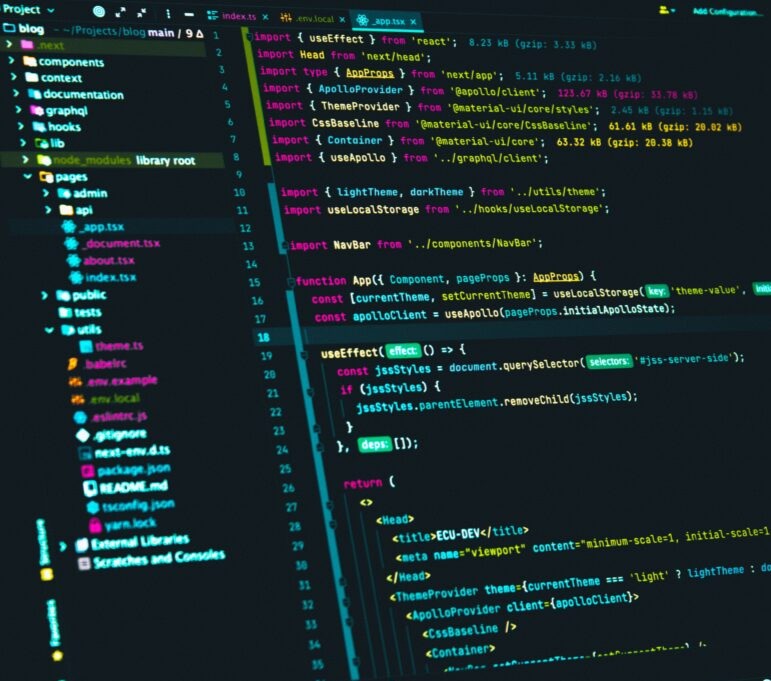 Project
index.ts
.env.local
_app.tsx
Add Configuration...
blog ~/Projects/blog main / 9 Δ
.next
components
context
documentation
graphql
hooks
lib
node_modules library root
pages
admin
api
_app.tsx
_document.tsx
about.tsx
index.tsx
public
tests
utils
theme.ts
.babelrc
.env.example
.env.local
.eslintrc.js
.gitignore
next-env.d.ts
package.json
README.md
tsconfig.json
yarn.lock
External Libraries
Scratches and Consoles
Structure
Favorites
1 import { useEffect } from 'react'; 8.23 kB (gzip: 3.33 kB)
2 import Head from 'next/head';
3 import type { AppProps } from 'next/app'; 5.11 kB (gzip: 2.16 kB)
4 import { ApolloProvider } from '@apollo/client'; 123.67 kB (gzip: 33.78 kB)
5 import { ThemeProvider } from '@material-ui/core/styles'; 2.45 kB (gzip: 1.15 kB)
6 import CssBaseline from '@material-ui/core/CssBaseline'; 61.61 kB (gzip: 20.02 kB)
7 import { Container } from '@material-ui/core'; 63.32 kB (gzip: 20.38 kB)
8 import { useApollo } from '../graphql/client';
9
10 import { lightTheme, darkTheme } from '../utils/theme';
11 import useLocalStorage from '../hooks/useLocalStorage';
12
13 import NavBar from '../components/NavBar';
14
15 function App({ Component, pageProps }: AppProps) {
16 const [currentTheme, setCurrentTheme] = useLocalStorage( key: 'theme-value',
17 const apolloClient = useApollo(pageProps.initialApolloState);
18
19 useEffect( effect: () => {
20 const jssStyles = document.querySelector( selectors: '#jss-server-side');
21 if (jssStyles) {
22 jssStyles.parentElement.removeChild(jssStyles);
23 }
24 }, deps: []);
25
26 return (
27 <>
28 <Head>
29 <title>ECU-DEV</title>
30 <meta name="viewport" content="minimum-scale=1, initial-scale=1
31 </Head>
32 <ThemeProvider theme={currentTheme === 'light' ? lightTheme :
33 <ApolloProvider client={apolloClient}>
34 <CssBaseline />
35 <Container>